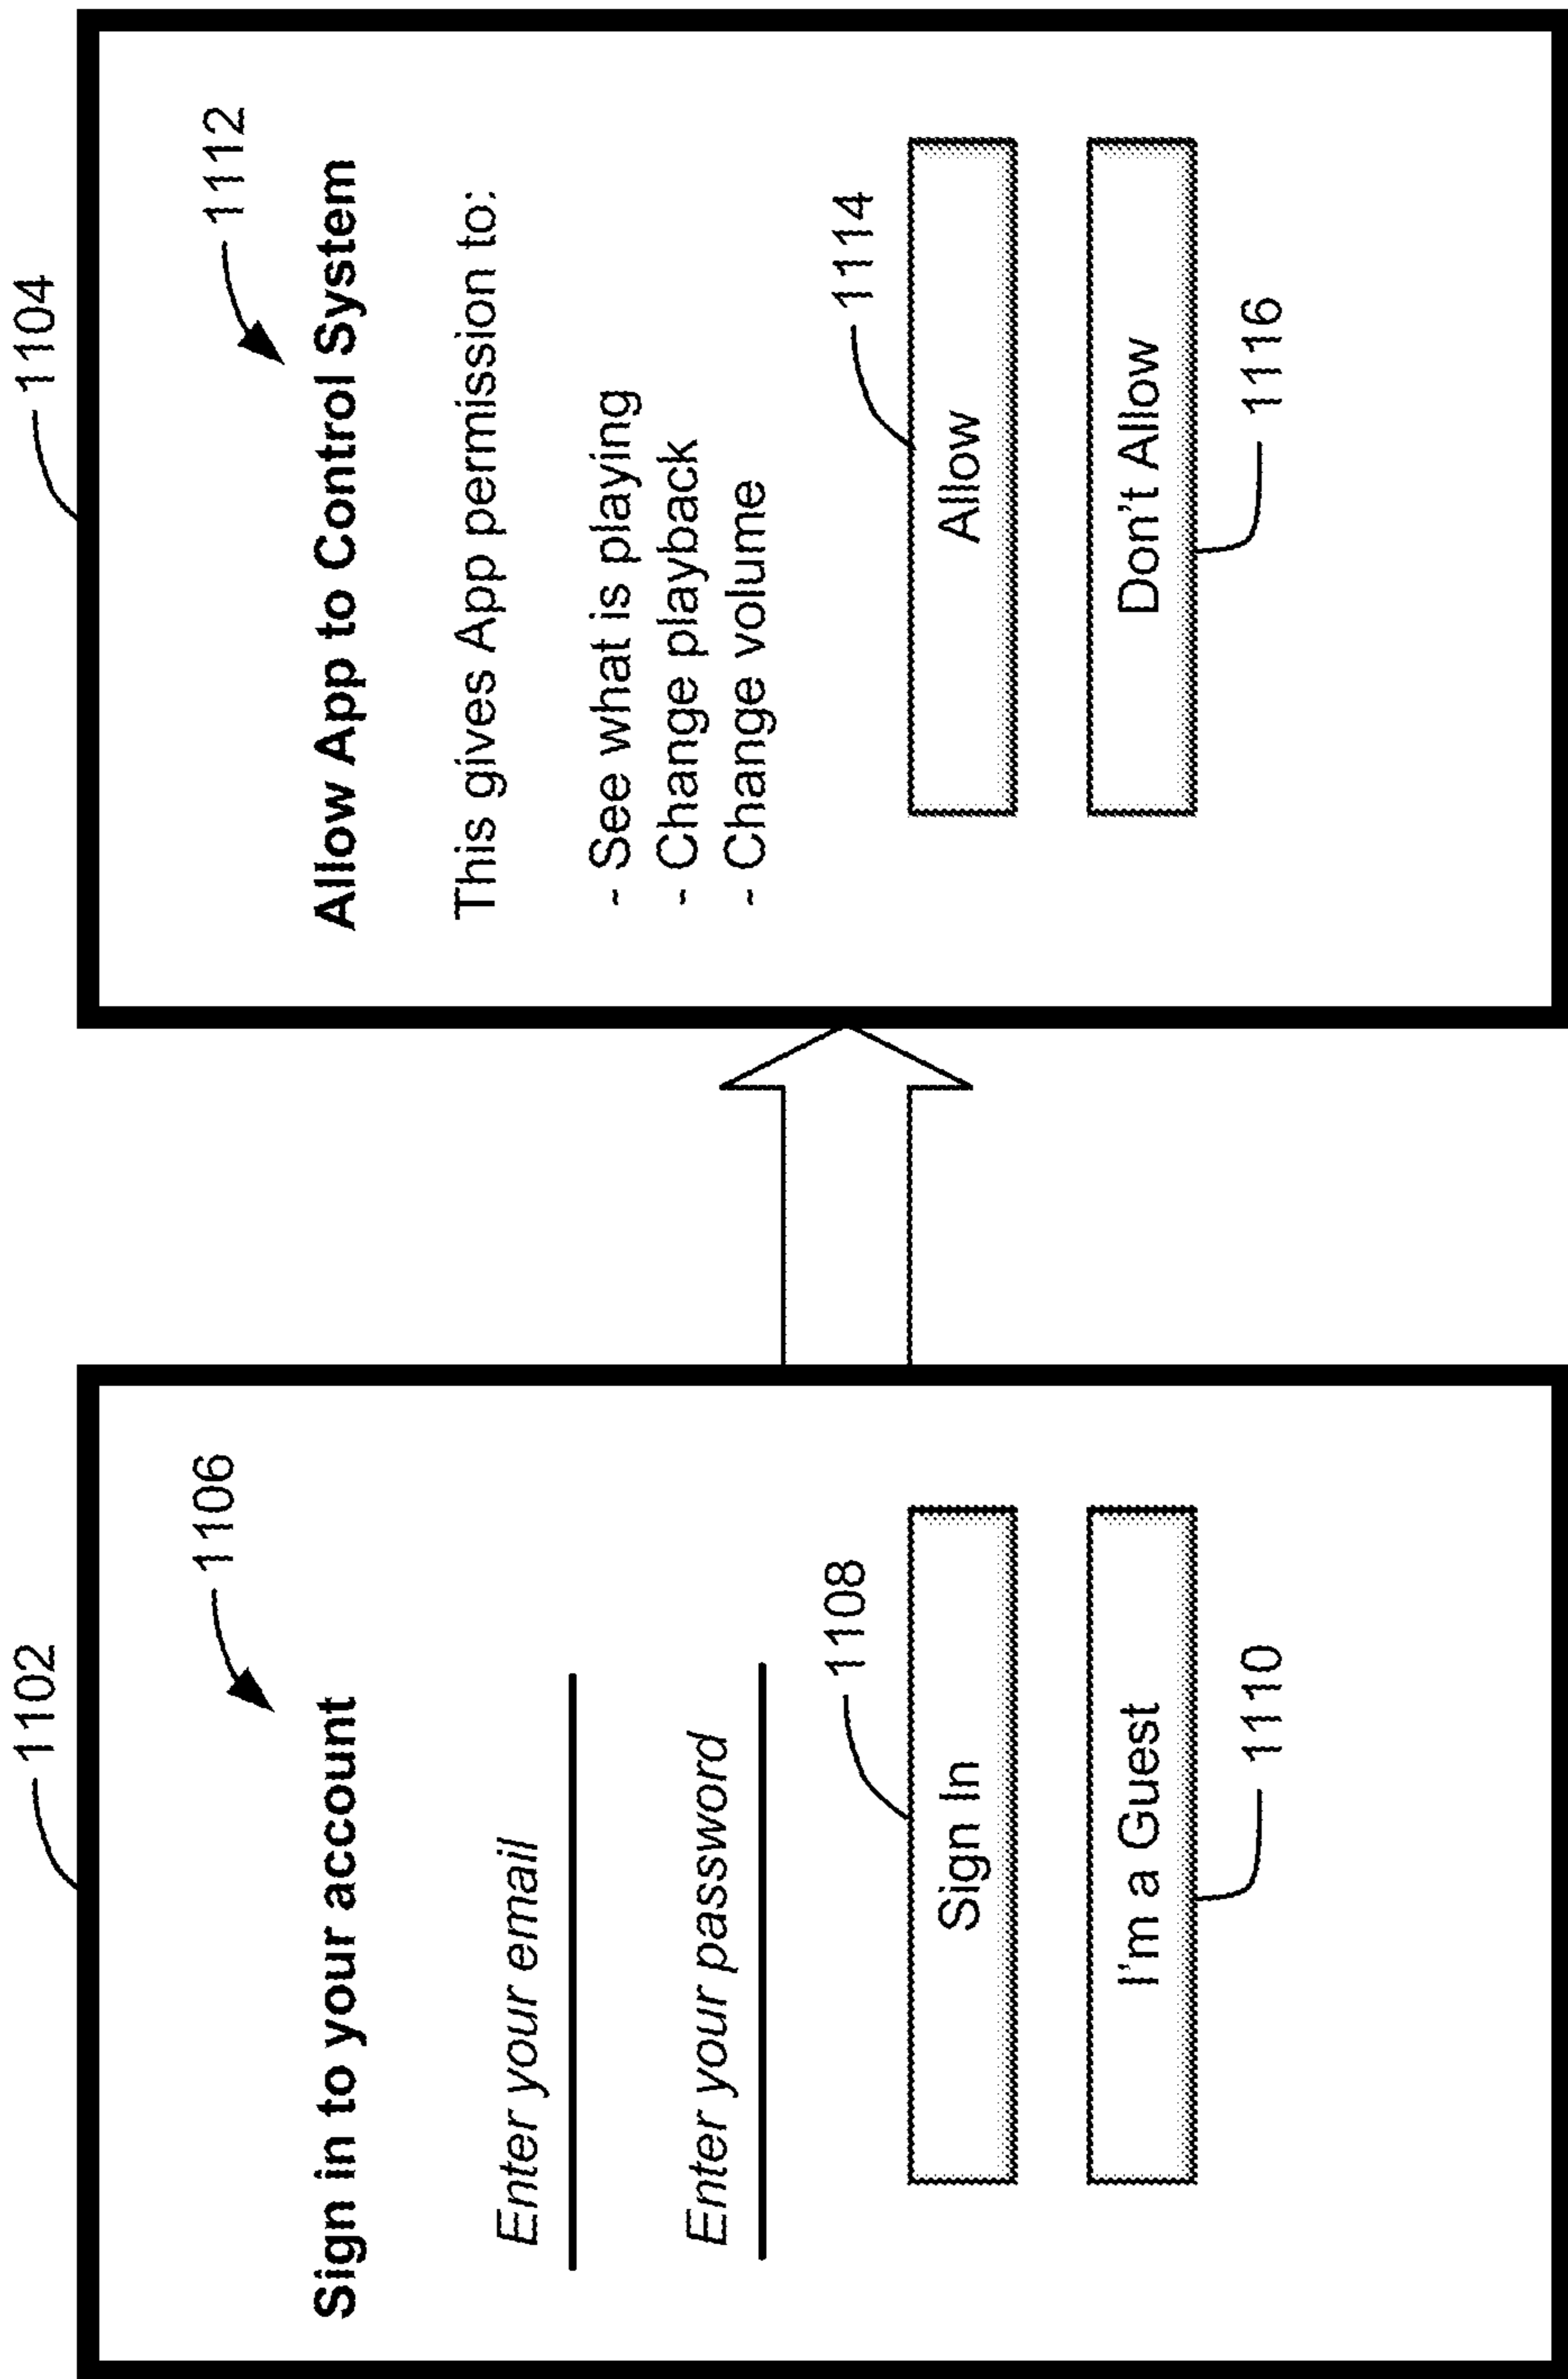 1102
1106
Sign in to your account
Enter your email
Enter your password
1108
Sign In
I'm a Guest
1110
1104
1112
Allow App to Control System
This gives App permission to:
- See what is playing
- Change playback
- Change volume
1114
Allow
Don't Allow
1116